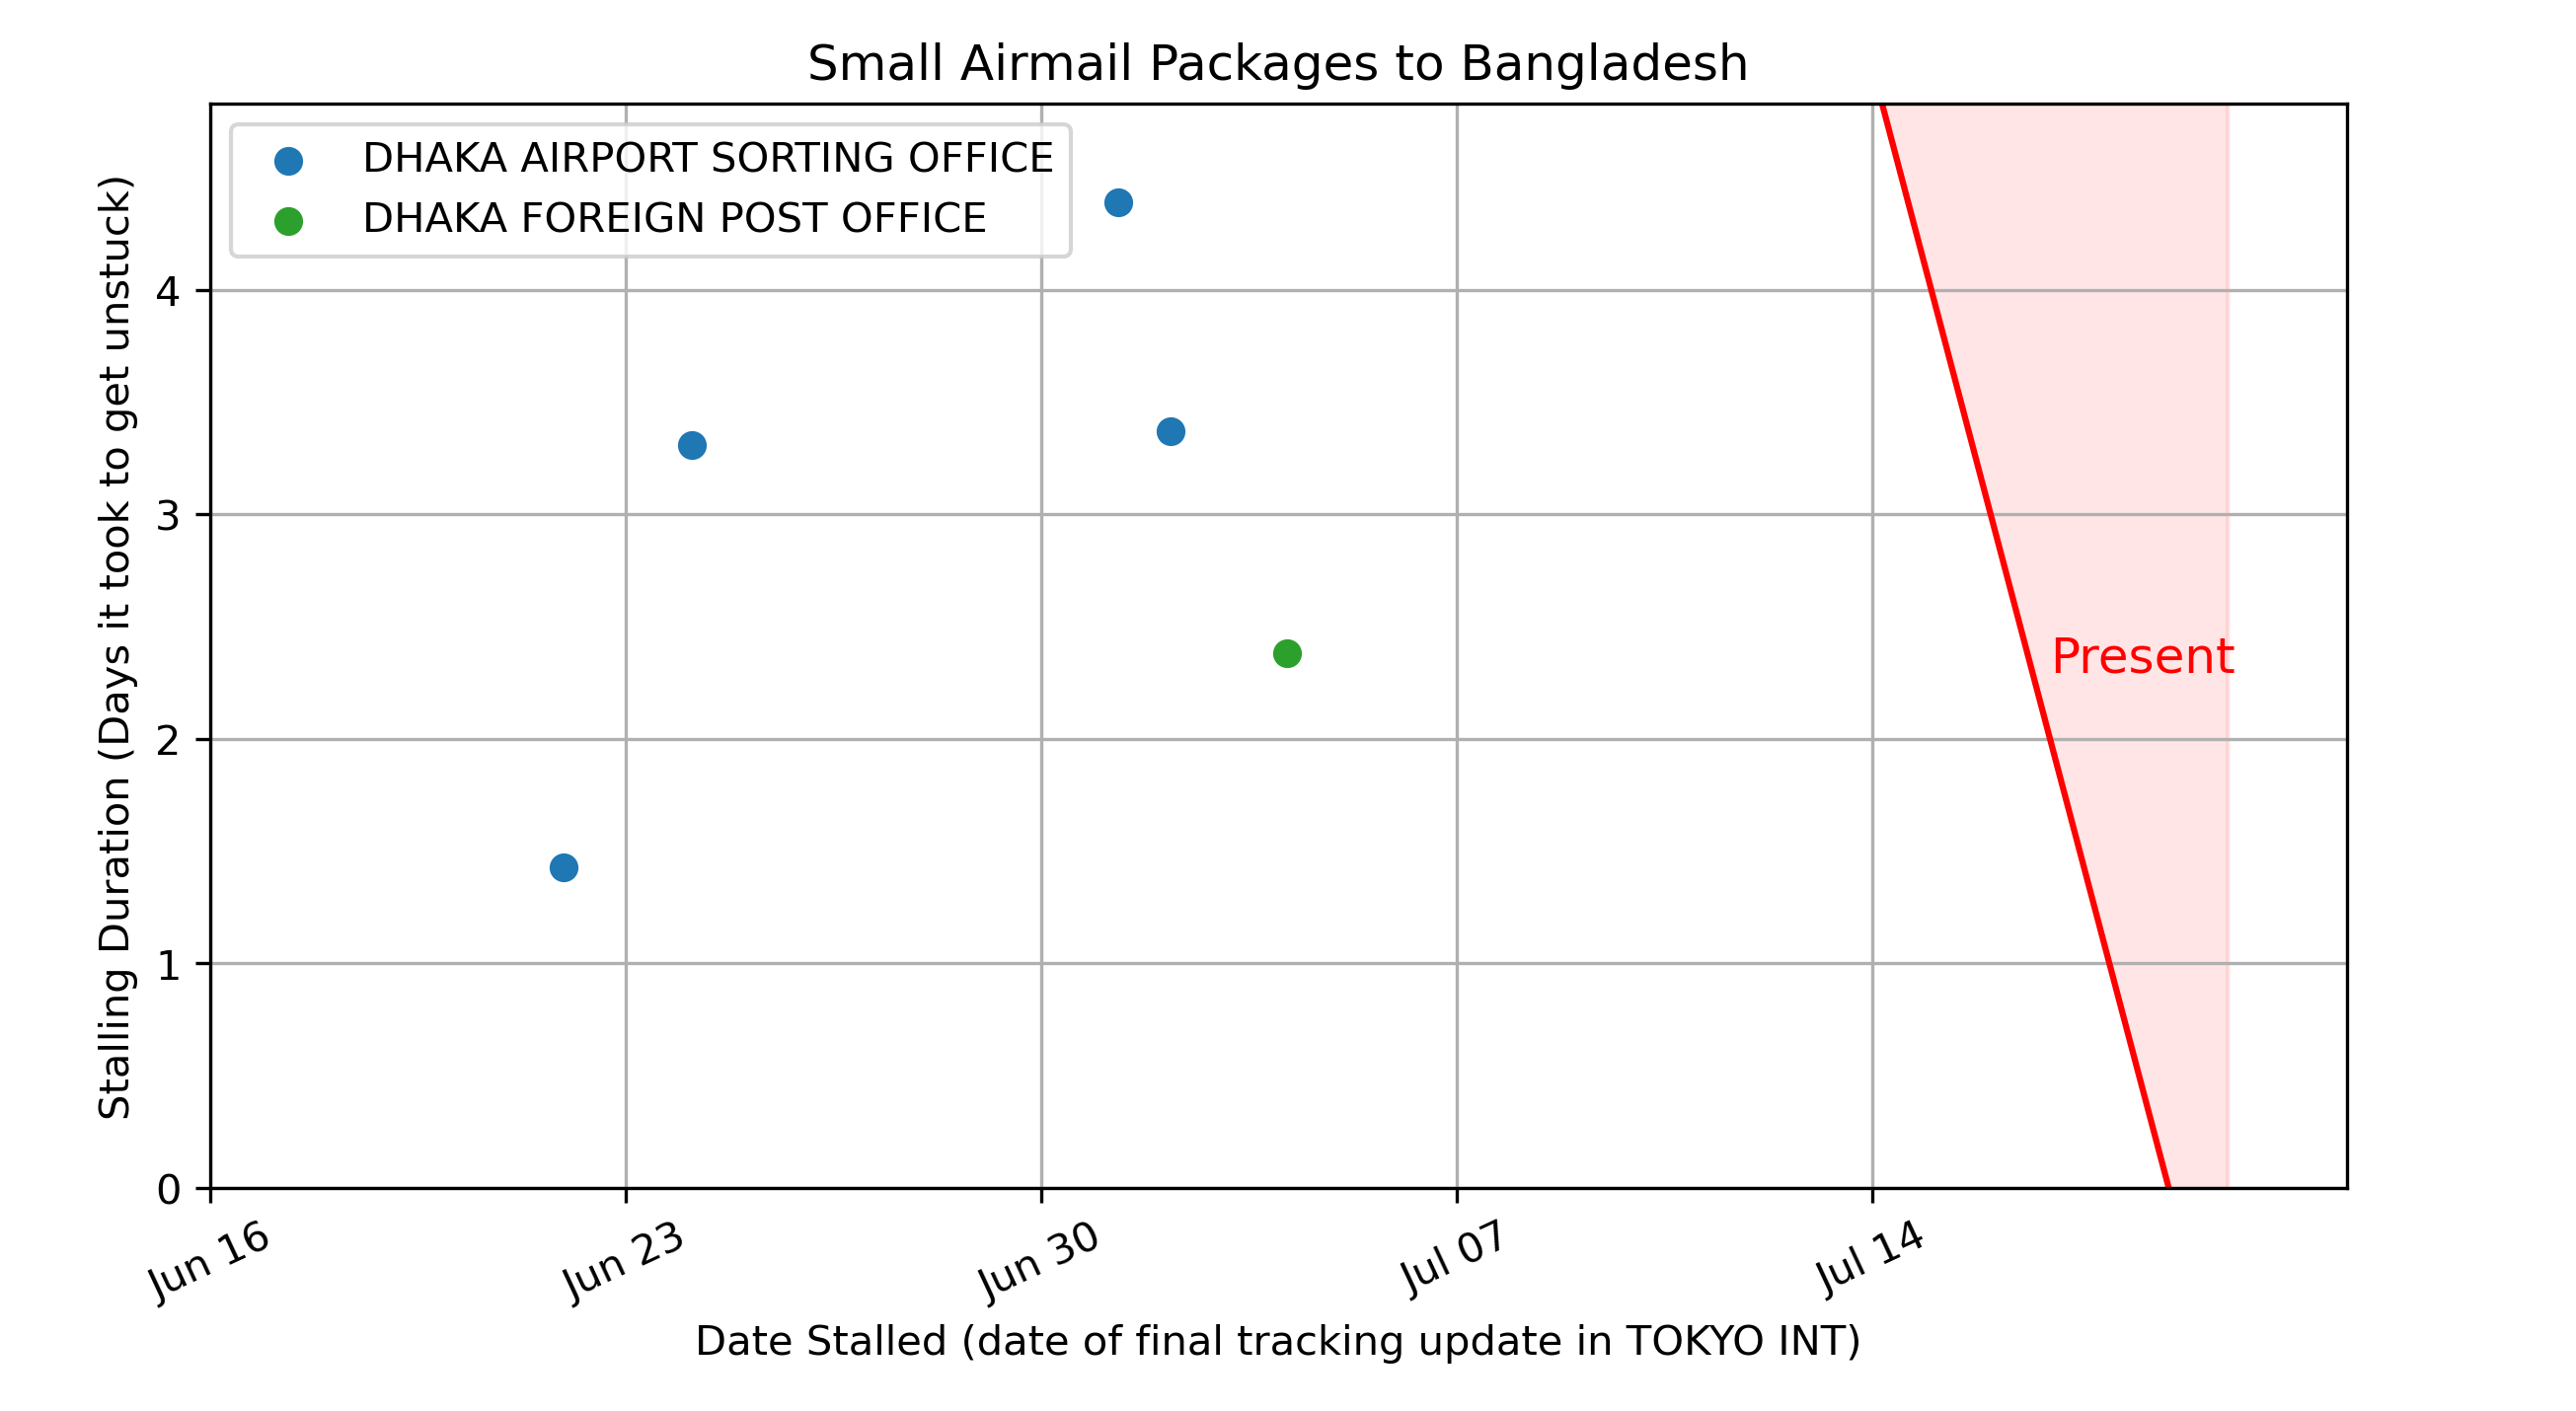 Small Airmail Packages to Bangladesh
DHAKA AIRPORT SORTING OFFICE
DHAKA FOREIGN POST OFFICE
Stalling Duration (Days it took to get unstuck)
4
3
2
1
0
Present
Jun 16
Jun 23
Jun 30
Jul 07
Jul 14
Date Stalled (date of final tracking update in TOKYO INT)